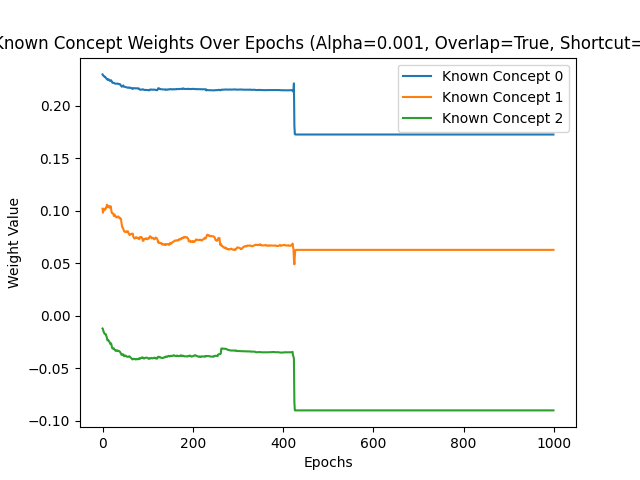 Known Concept Weights Over Epochs (Alpha=0.001, Overlap=True, Shortcut=
Known Concept 0
Known Concept 1
Known Concept 2
Weight Value
0.20
0.15
0.10
0.05
0.00
−0.05
−0.10
0 200 400 600 800 1000
Epochs